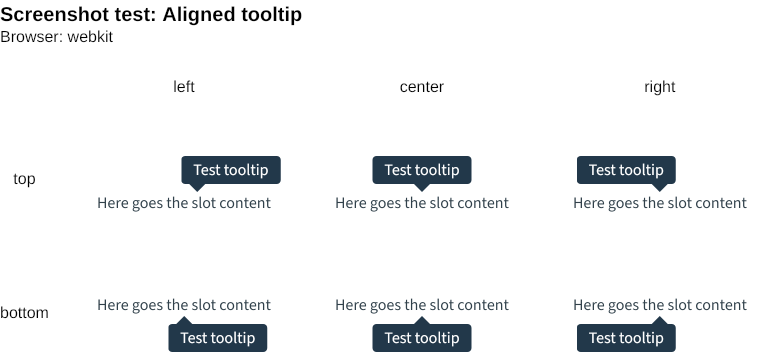 Screenshot test: Aligned tooltip
Browser: webkit
left center right
Test tooltip Test tooltip Test tooltip
top
Here goes the slot content Here goes the slot content Here goes the slot content
Here goes the slot content Here goes the slot content Here goes the slot content
bottom
Test tooltip Test tooltip Test tooltip